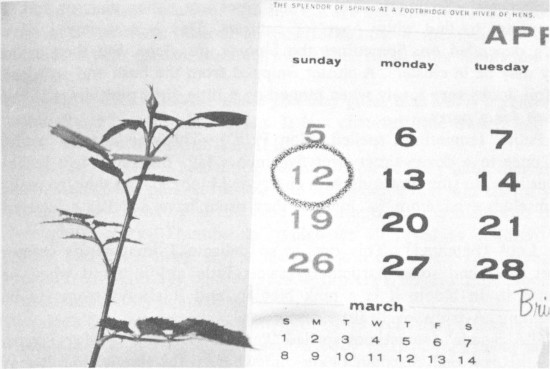 THE SPLENDOR OF SPRING AT A FOOTBRIDGE OVER RIVER OF HENS.
APR
sunday monday tuesday
5 6 7
12 13 14
19 20 21
26 27 28
Bri
march
S M T W T F S
1 2 3 4 5 6 7
8 9 10 11 12 13 14